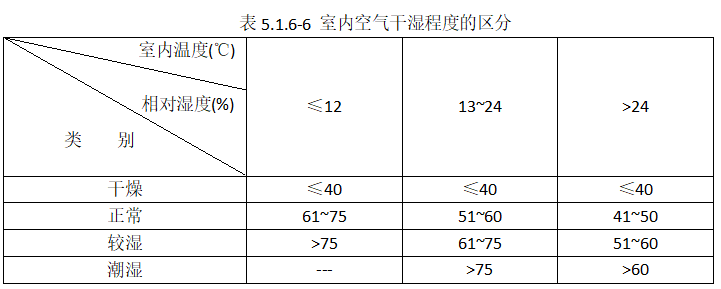 表 5.1.6-6 室内空气干湿程度的区分
室内温度(℃)
相对湿度(%)
类 别
≤12
13~24
>24
干燥 ≤40 ≤40 ≤40
正常 61~75 51~60 41~50
较湿 >75 61~75 51~60
潮湿 --- >75 >60